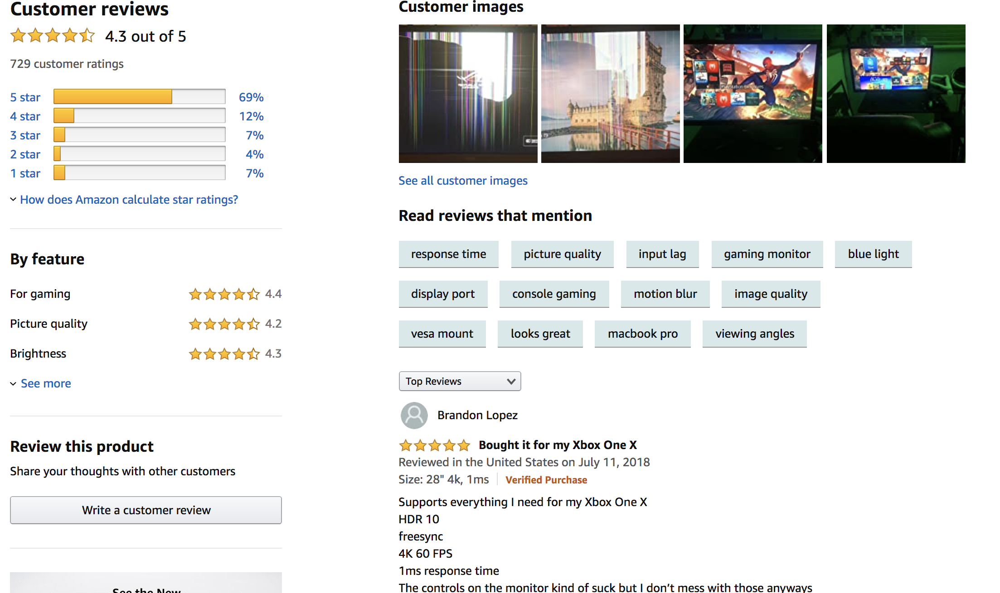 Customer reviews
4.3 out of 5
729 customer ratings
5 star 69%
4 star 12%
3 star 7%
2 star 4%
1 star 7%
How does Amazon calculate star ratings?
By feature
For gaming 4.4
Picture quality 4.2
Brightness 4.3
See more
Review this product
Share your thoughts with other customers
Write a customer review
See the New
Customer images
See all customer images
Read reviews that mention
response time picture quality input lag gaming monitor blue light
display port console gaming motion blur image quality
vesa mount looks great macbook pro viewing angles
Top Reviews
Brandon Lopez
Bought it for my Xbox One X
Reviewed in the United States on July 11, 2018
Size: 28" 4k, 1ms Verified Purchase
Supports everything I need for my Xbox One X
HDR 10
freesync
4K 60 FPS
1ms response time
The controls on the monitor kind of suck but I don’t mess with those anyways